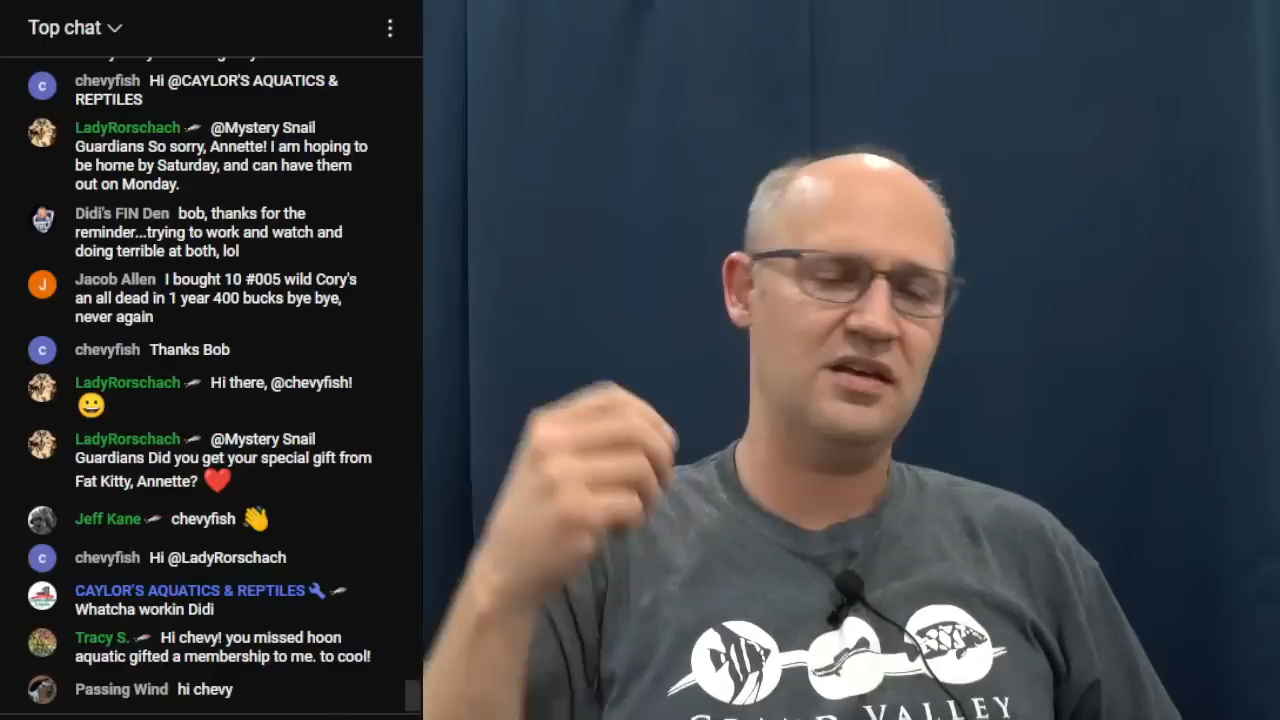 Top chat
chevyfish Hi @CAYLOR'S AQUATICS &
REPTILES
LadyRorschach @Mystery Snail
Guardians So sorry, Annette! I am hoping to
be home by Saturday, and can have them
out on Monday.
Didi's FIN Den bob, thanks for the
reminder...trying to work and watch and
doing terrible at both, lol
J
Jacob Allen I bought 10 #005 wild Cory's
an all dead in 1 year 400 bucks bye bye,
never again
c
chevyfish Thanks Bob
LadyRorschach Hi there, @chevyfish!
😀
LadyRorschach @Mystery Snail
Guardians Did you get your special gift from
Fat Kitty, Annette? ❤️
Jeff Kane chevyfish 👋
c
chevyfish Hi @LadyRorschach
CAYLOR'S AQUATICS & REPTILES
Whatcha workin Didi
Tracy S. Hi chevy! you missed hoon
aquatic gifted a membership to me. to cool!
Passing Wind hi chevy
GRAND VALLEY